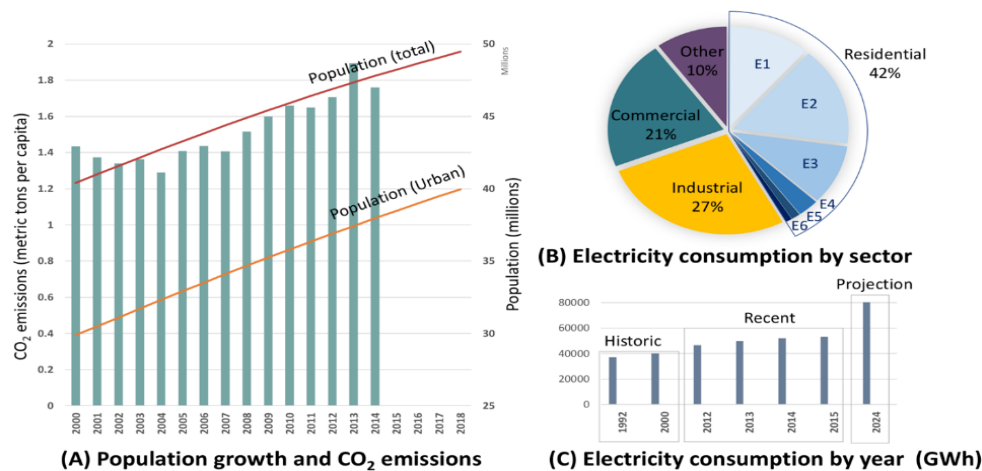 2
1.8
1.6
1.4
1.2
1
0.8
0.6
0.4
0.2
0
CO2 emissions (metric tons per capita)
Population (total)
Population (Urban)
50
45
40
35
30
25
Millions
Population (millions)
2000
2001
2002
2003
2004
2005
2006
2007
2008
2009
2010
2011
2012
2013
2014
2015
2016
2017
2018
(A) Population growth and CO2 emissions
Other
10%
E1
Residential
42%
E2
Commercial
21%
E3
Industrial
27%
E4
E5
E6
(B) Electricity consumption by sector
Projection
80000
60000
40000
20000
0
Historic
Recent
1992
2000
2012
2013
2014
2015
2024
(C) Electricity consumption by year (GWh)